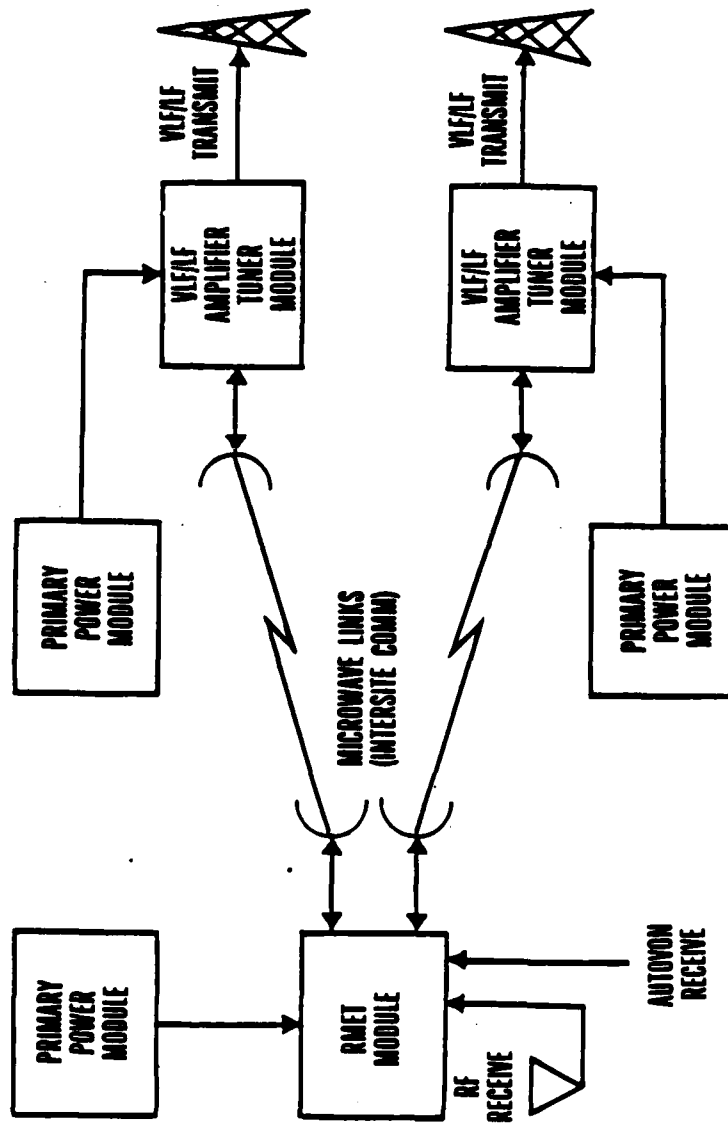 PRIMARY
POWER
MODULE
RMET
MODULE
RF
RECEIVE
AUTOVON
RECEIVE
MICROWAVE LINKS
(INTERSITE COMM)
PRIMARY
POWER
MODULE
VLF/LF
AMPLIFIER
TUNER
MODULE
VLF/LF
TRANSMIT
PRIMARY
POWER
MODULE
VLF/LF
AMPLIFIER
TUNER
MODULE
VLF/LF
TRANSMIT